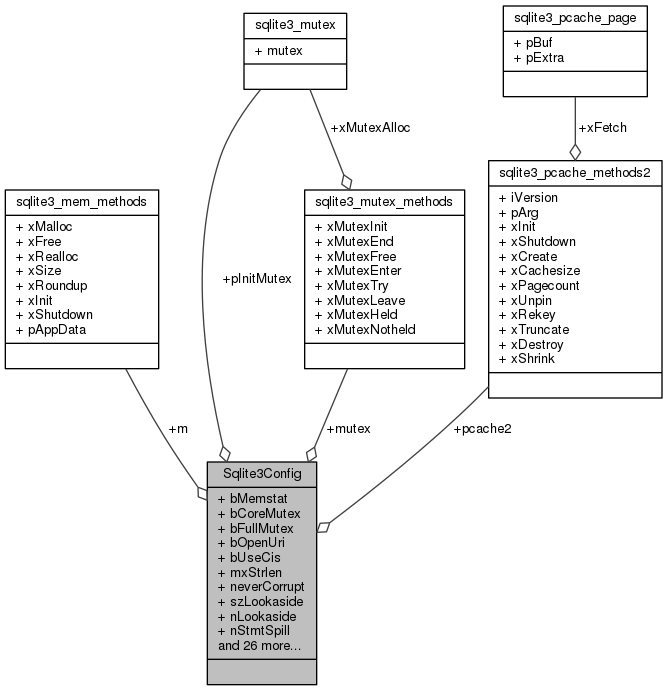 sqlite3_mutex
+ mutex
sqlite3_pcache_page
+ pBuf
+ pExtra
+xMutexAlloc
+xFetch
sqlite3_mem_methods
+ xMalloc
+ xFree
+ xRealloc
+ xSize
+ xRoundup
+ xInit
+ xShutdown
+ pAppData
+pInitMutex
sqlite3_mutex_methods
+ xMutexInit
+ xMutexEnd
+ xMutexFree
+ xMutexEnter
+ xMutexTry
+ xMutexLeave
+ xMutexHeld
+ xMutexNotheld
sqlite3_pcache_methods2
+ iVersion
+ pArg
+ xInit
+ xShutdown
+ xCreate
+ xCachesize
+ xPagecount
+ xUnpin
+ xRekey
+ xTruncate
+ xDestroy
+ xShrink
+m
+mutex
+pcache2
Sqlite3Config
+ bMemstat
+ bCoreMutex
+ bFullMutex
+ bOpenUri
+ bUseCis
+ mxStrlen
+ neverCorrupt
+ szLookaside
+ nLookaside
+ nStmtSpill
and 26 more...